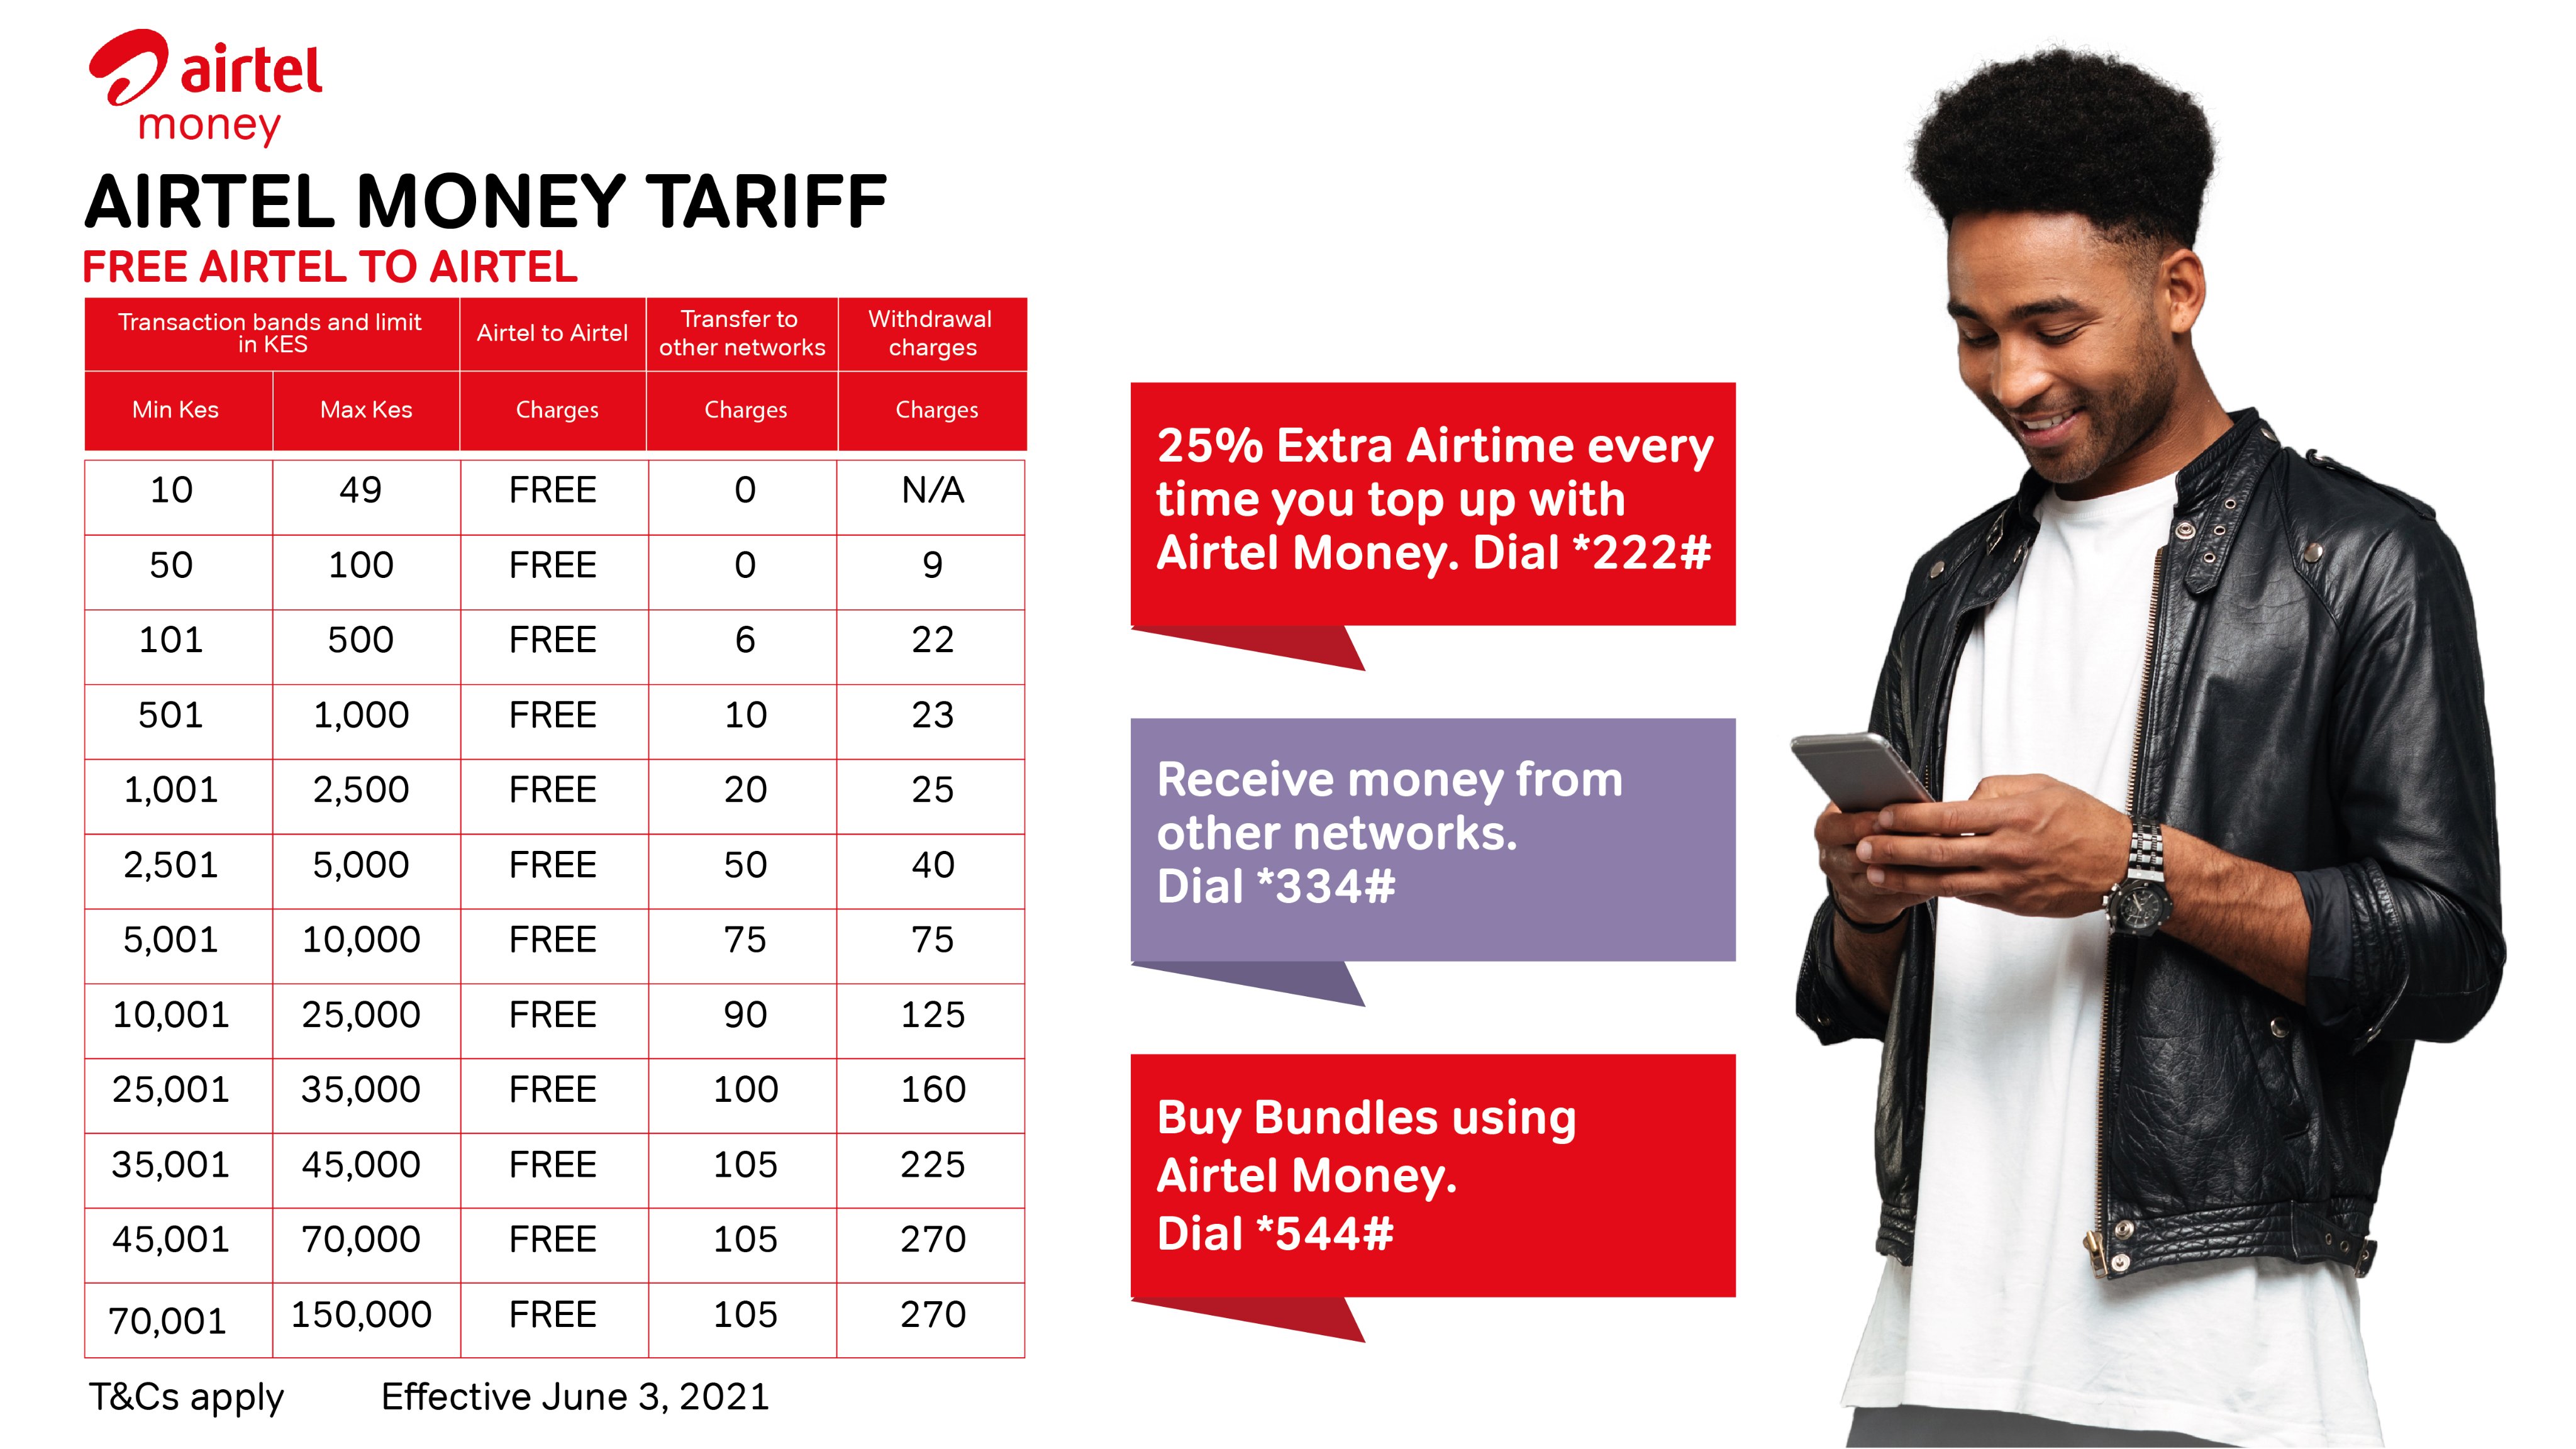 airtel
money
AIRTEL MONEY TARIFF
FREE AIRTEL TO AIRTEL
Transaction bands and limit
in KES
Airtel to Airtel
Transfer to
other networks
Withdrawal
charges
Min Kes Max Kes Charges Charges Charges
10 49 FREE 0 N/A
50 100 FREE 0 9
101 500 FREE 6 22
501 1,000 FREE 10 23
1,001 2,500 FREE 20 25
2,501 5,000 FREE 50 40
5,001 10,000 FREE 75 75
10,001 25,000 FREE 90 125
25,001 35,000 FREE 100 160
35,001 45,000 FREE 105 225
45,001 70,000 FREE 105 270
70,001 150,000 FREE 105 270
T&Cs apply Effective June 3, 2021
25% Extra Airtime every
time you top up with
Airtel Money. Dial *222#
Receive money from
other networks.
Dial *334#
Buy Bundles using
Airtel Money.
Dial *544#